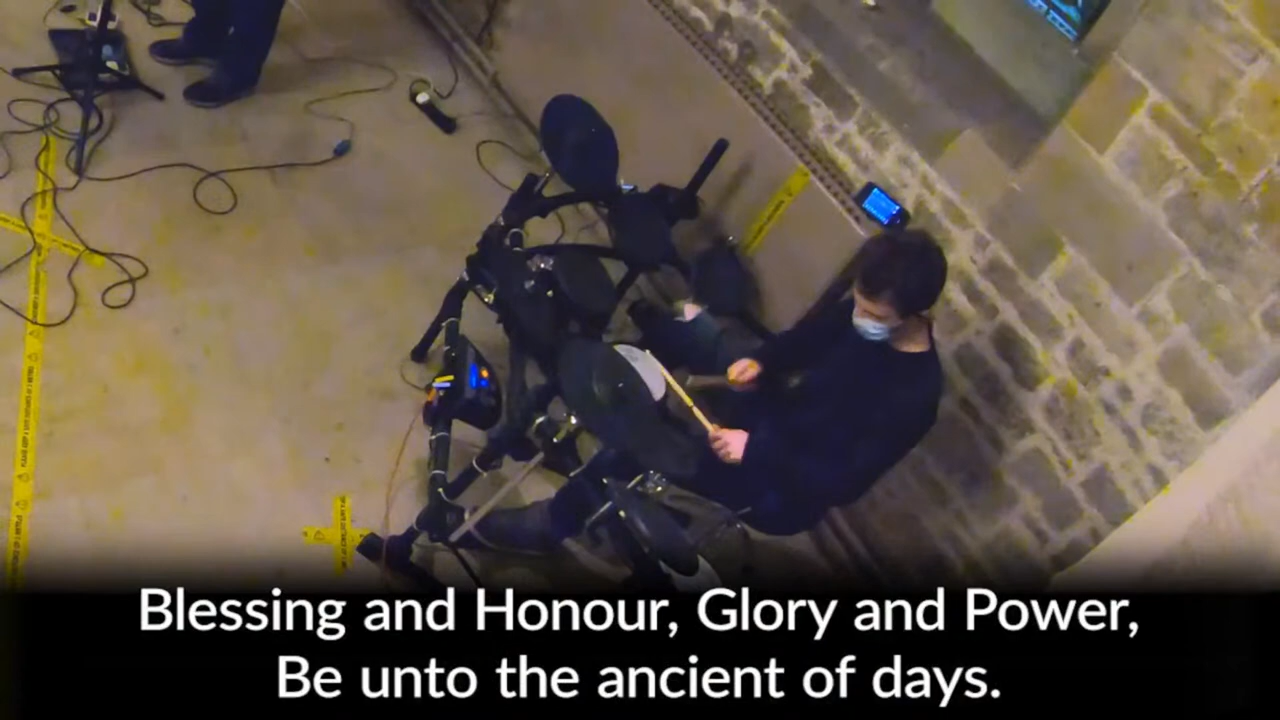 Blessing and Honour, Glory and Power,
Be unto the ancient of days.